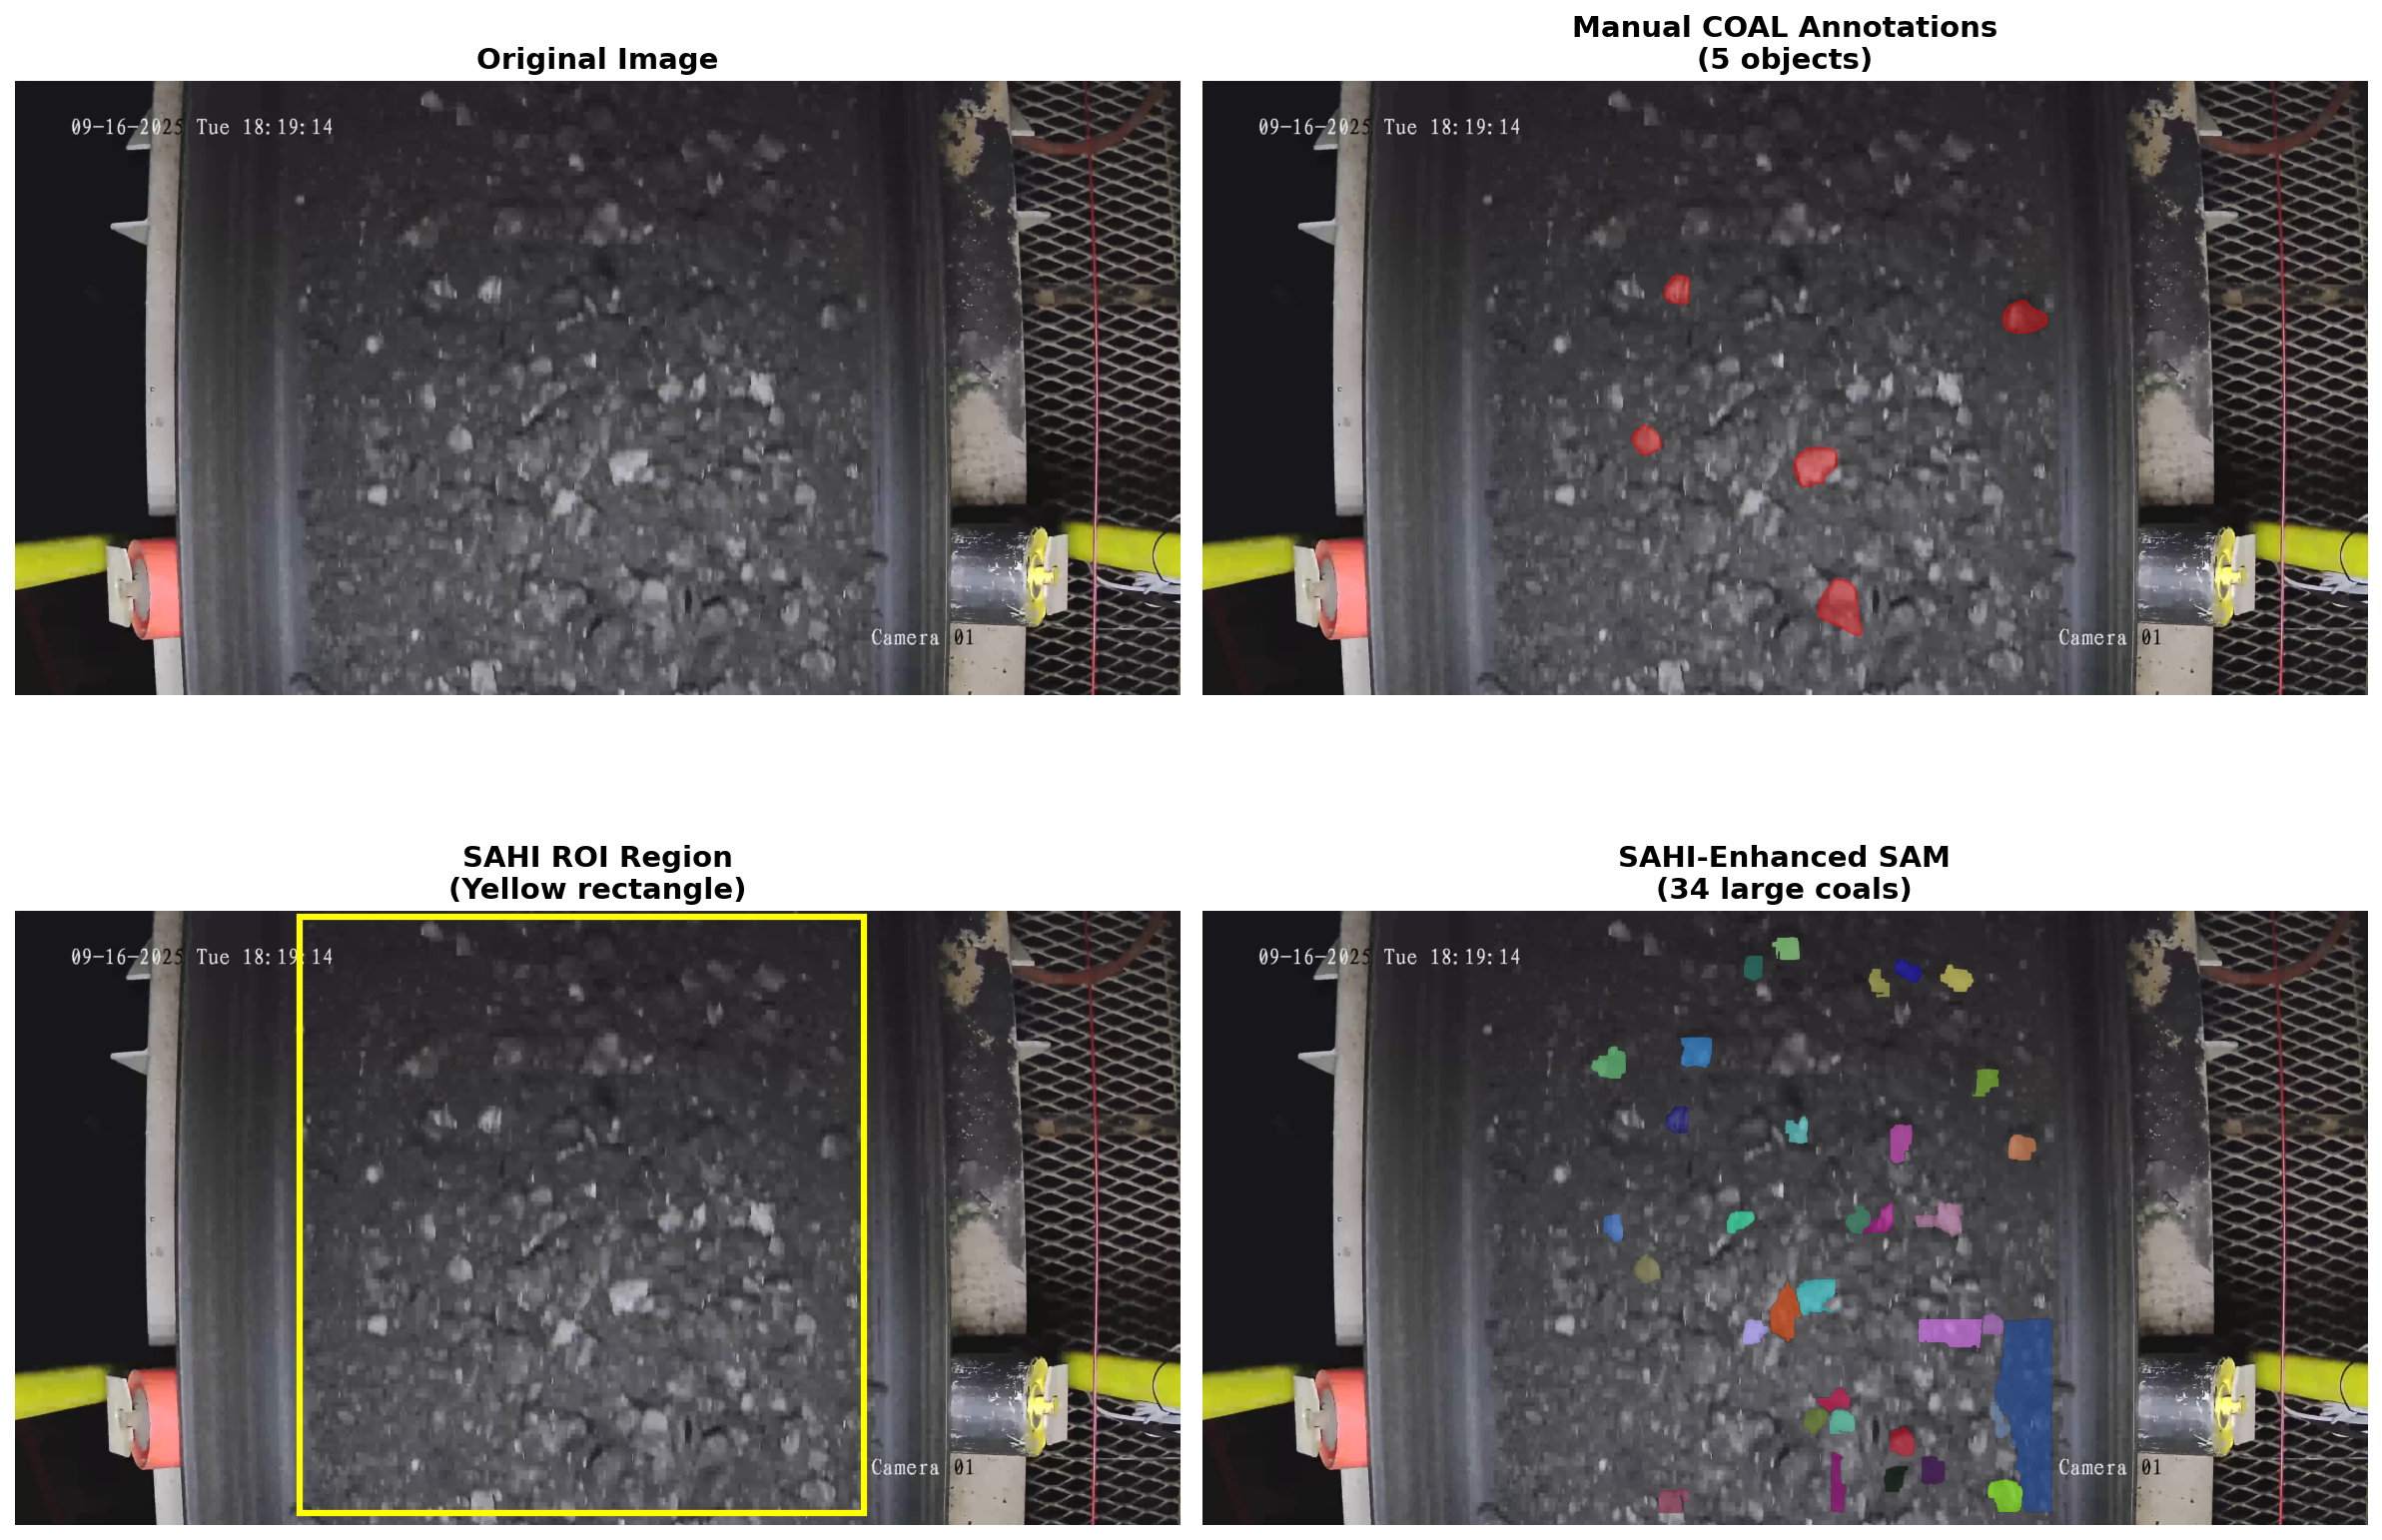 Original Image
Manual COAL Annotations
(5 objects)
09-16-2025 Tue 18:19:14
Camera 01
09-16-2025 Tue 18:19:14
Camera 01
SAHI ROI Region
(Yellow rectangle)
SAHI-Enhanced SAM
(34 large coals)
09-16-2025 Tue 18:19:14
Camera 01
09-16-2025 Tue 18:19:14
Camera 01